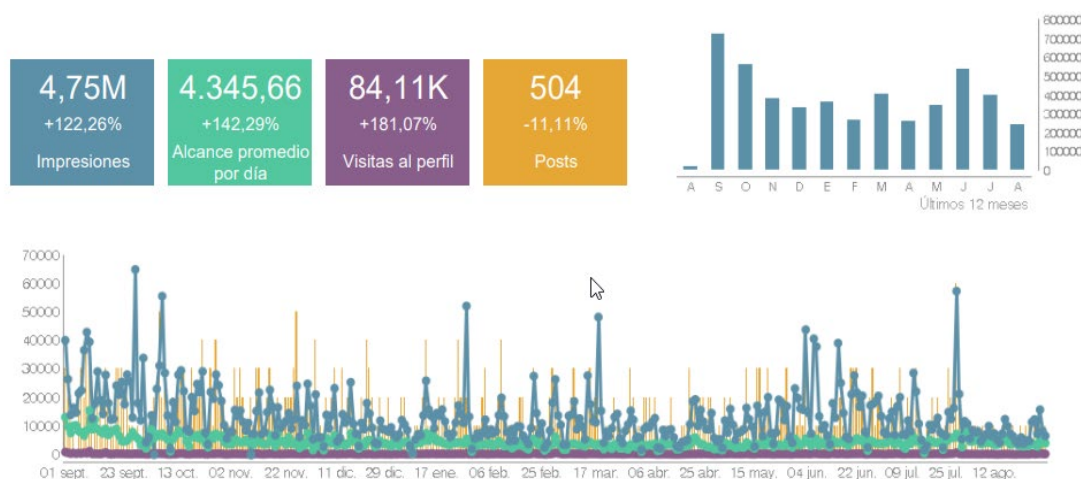 4,75M
+122,26%
Impresiones
4.345,66
+142,29%
Alcance promedio
por día
84,11K
+181,07%
Visitas al perfil
504
-11,11%
Posts
800000
700000
600000
500000
400000
300000
200000
100000
0
A S O N D E F M A M J J A
Últimos 12 meses
70000
60000
50000
40000
30000
20000
10000
0
01 sept. 23 sept. 13 oct. 02 nov. 22 nov. 11 dic. 29 dic. 17 ene. 06 feb. 25 feb. 17 mar. 06 abr. 25 abr. 15 may. 04 jun. 22 jun. 09 jul. 25 jul. 12 ago.